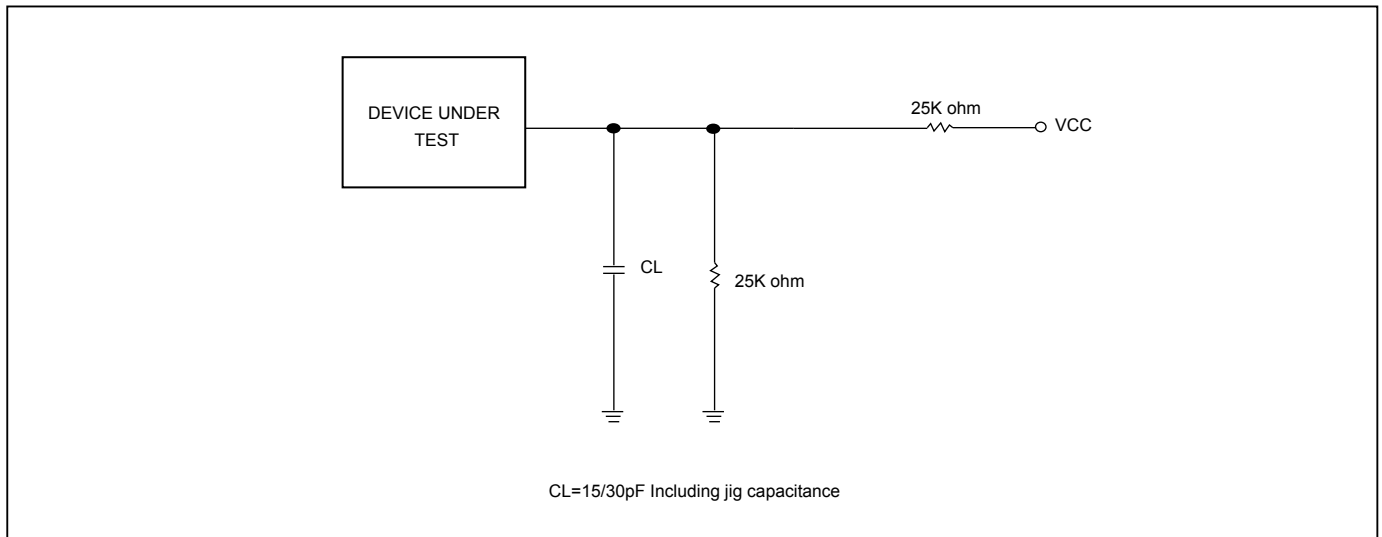 DEVICE UNDER
TEST
25K ohm
VCC
CL
25K ohm
CL=15/30pF Including jig capacitance